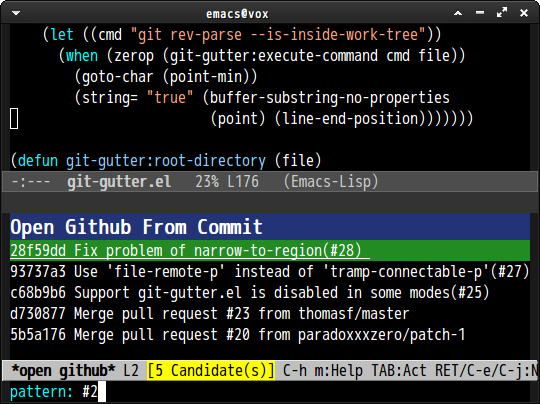 emacs@vox
(let ((cmd "git rev-parse --is-inside-work-tree"))
(when (zerop (git-gutter:execute-command cmd file))
(goto-char (point-min))
(string= "true" (buffer-substring-no-properties
(point) (line-end-position)))))))
(defun git-gutter:root-directory (file)
-:--- git-gutter.el 23% L176 (Emacs-Lisp)
Open Github From Commit
28f59dd Fix problem of narrow-to-region(#28)
93737a3 Use 'file-remote-p' instead of 'tramp-connectable-p'(#27)
c68b9b6 Support git-gutter.el is disabled in some modes(#25)
d730877 Merge pull request #23 from thomasf/master
5b5a176 Merge pull request #20 from paradoxxxzero/patch-1
*open github* L2 [5 Candidate(s)] C-h m:Help TAB:Act RET/C-e/C-j:N
pattern: #2